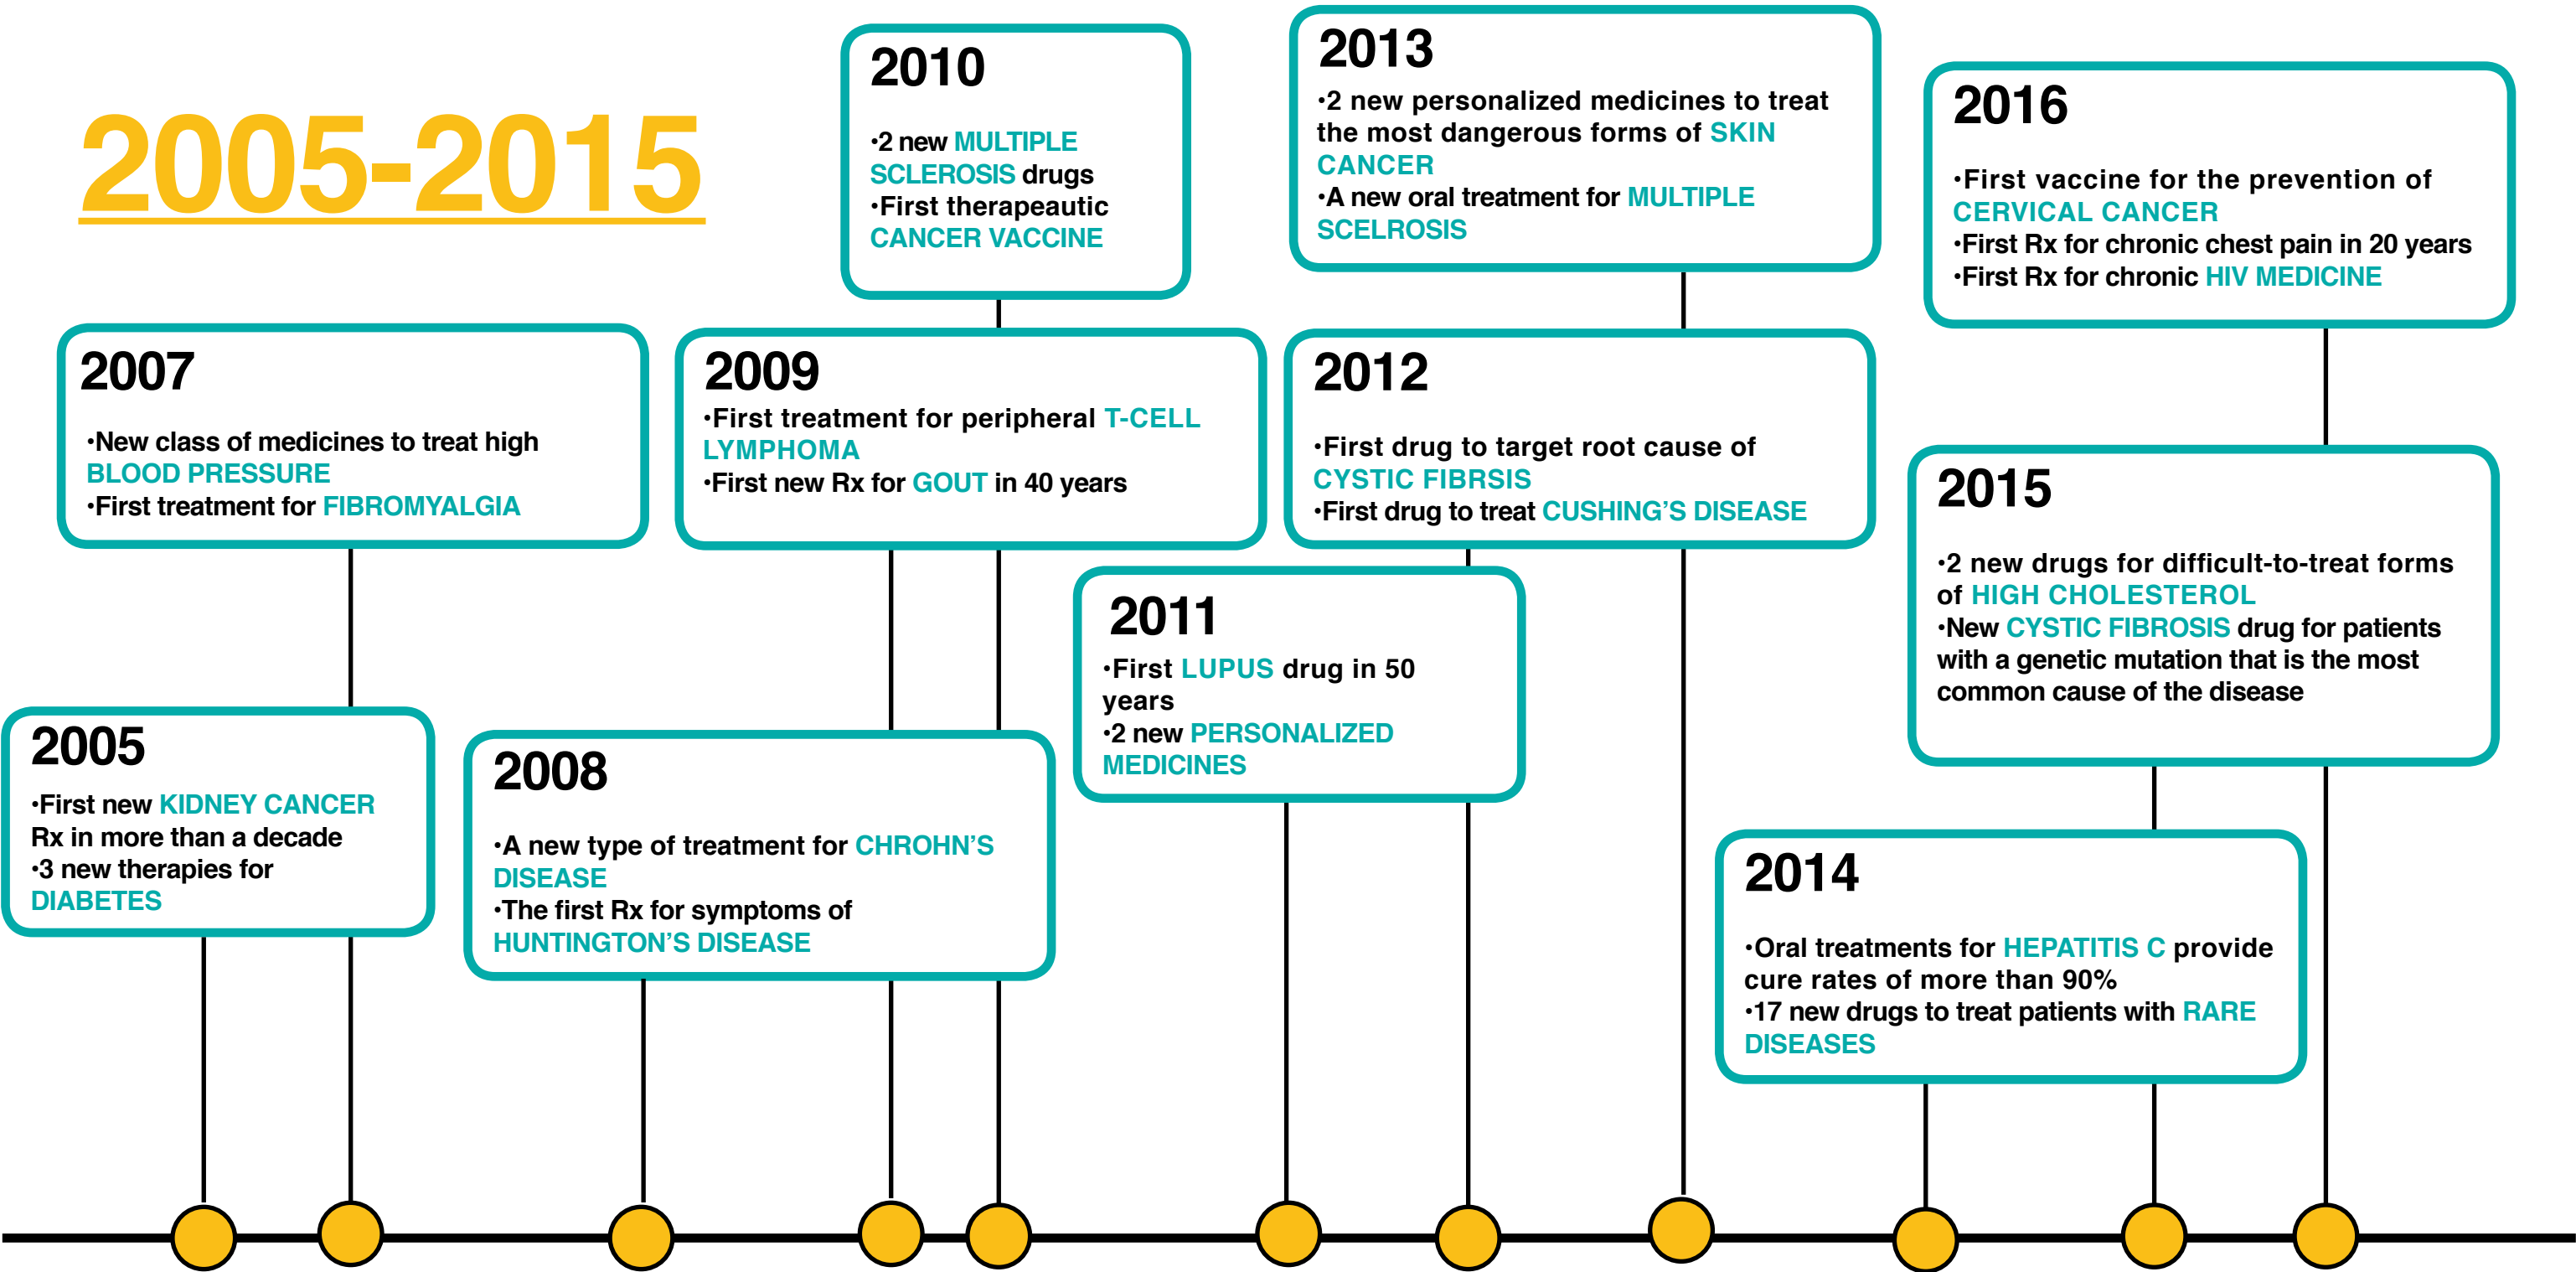 2005-2015
2005
•First new KIDNEY CANCER
Rx in more than a decade
•3 new therapies for
DIABETES
2007
•New class of medicines to treat high
BLOOD PRESSURE
•First treatment for FIBROMYALGIA
2008
•A new type of treatment for CHROHN'S
DISEASE
•The first Rx for symptoms of
HUNTINGTON'S DISEASE
2009
•First treatment for peripheral T-CELL
LYMPHOMA
•First new Rx for GOUT in 40 years
2010
•2 new MULTIPLE
SCLEROSIS drugs
•First therapeautic
CANCER VACCINE
2011
•First LUPUS drug in 50
years
•2 new PERSONALIZED
MEDICINES
2012
•First drug to target root cause of
CYSTIC FIBRSIS
•First drug to treat CUSHING'S DISEASE
2013
•2 new personalized medicines to treat
the most dangerous forms of SKIN
CANCER
•A new oral treatment for MULTIPLE
SCELROSIS
2014
•Oral treatments for HEPATITIS C provide
cure rates of more than 90%
•17 new drugs to treat patients with RARE
DISEASES
2015
•2 new drugs for difficult-to-treat forms
of HIGH CHOLESTEROL
•New CYSTIC FIBROSIS drug for patients
with a genetic mutation that is the most
common cause of the disease
2016
•First vaccine for the prevention of
CERVICAL CANCER
•First Rx for chronic chest pain in 20 years
•First Rx for chronic HIV MEDICINE